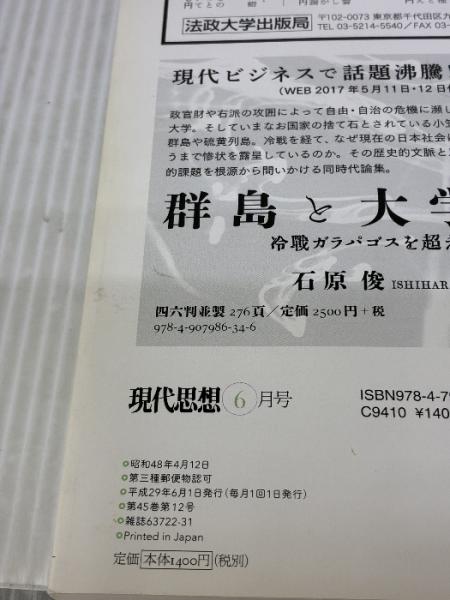 法政大学出版局
〒102-0073 東京都千代田区九
TEL 03-5214-5540/FAX 03-
現代ビジネスで話題沸騰
(WEB 2017年5月11日・12日
政官財や右派の攻囲によって自由・自治の危機に瀕し
大学。そしていまなお国家の捨て石とされている小笠
群島や硫黄列島。冷戦を経て、なぜ現在の日本社会は
うまで惨状を露呈しているのか。その歴史的文脈と
的課題を根源から問いかける同時代論集。
群島と大学
冷戦ガラパゴスを超え
石原 俊 ISHIHAR
四六判並製 276頁/定価 2500円+税
978-4-907986-34-6
現代思想 6 月号
ISBN978-4-79
C9410 ¥140
昭和48年4月12日
第三種郵便物認可
平成29年6月1日発行(毎月1回1日発行)
第45巻第12号
雑誌63722-31
Printed in Japan
定価 本体1400円(税別)